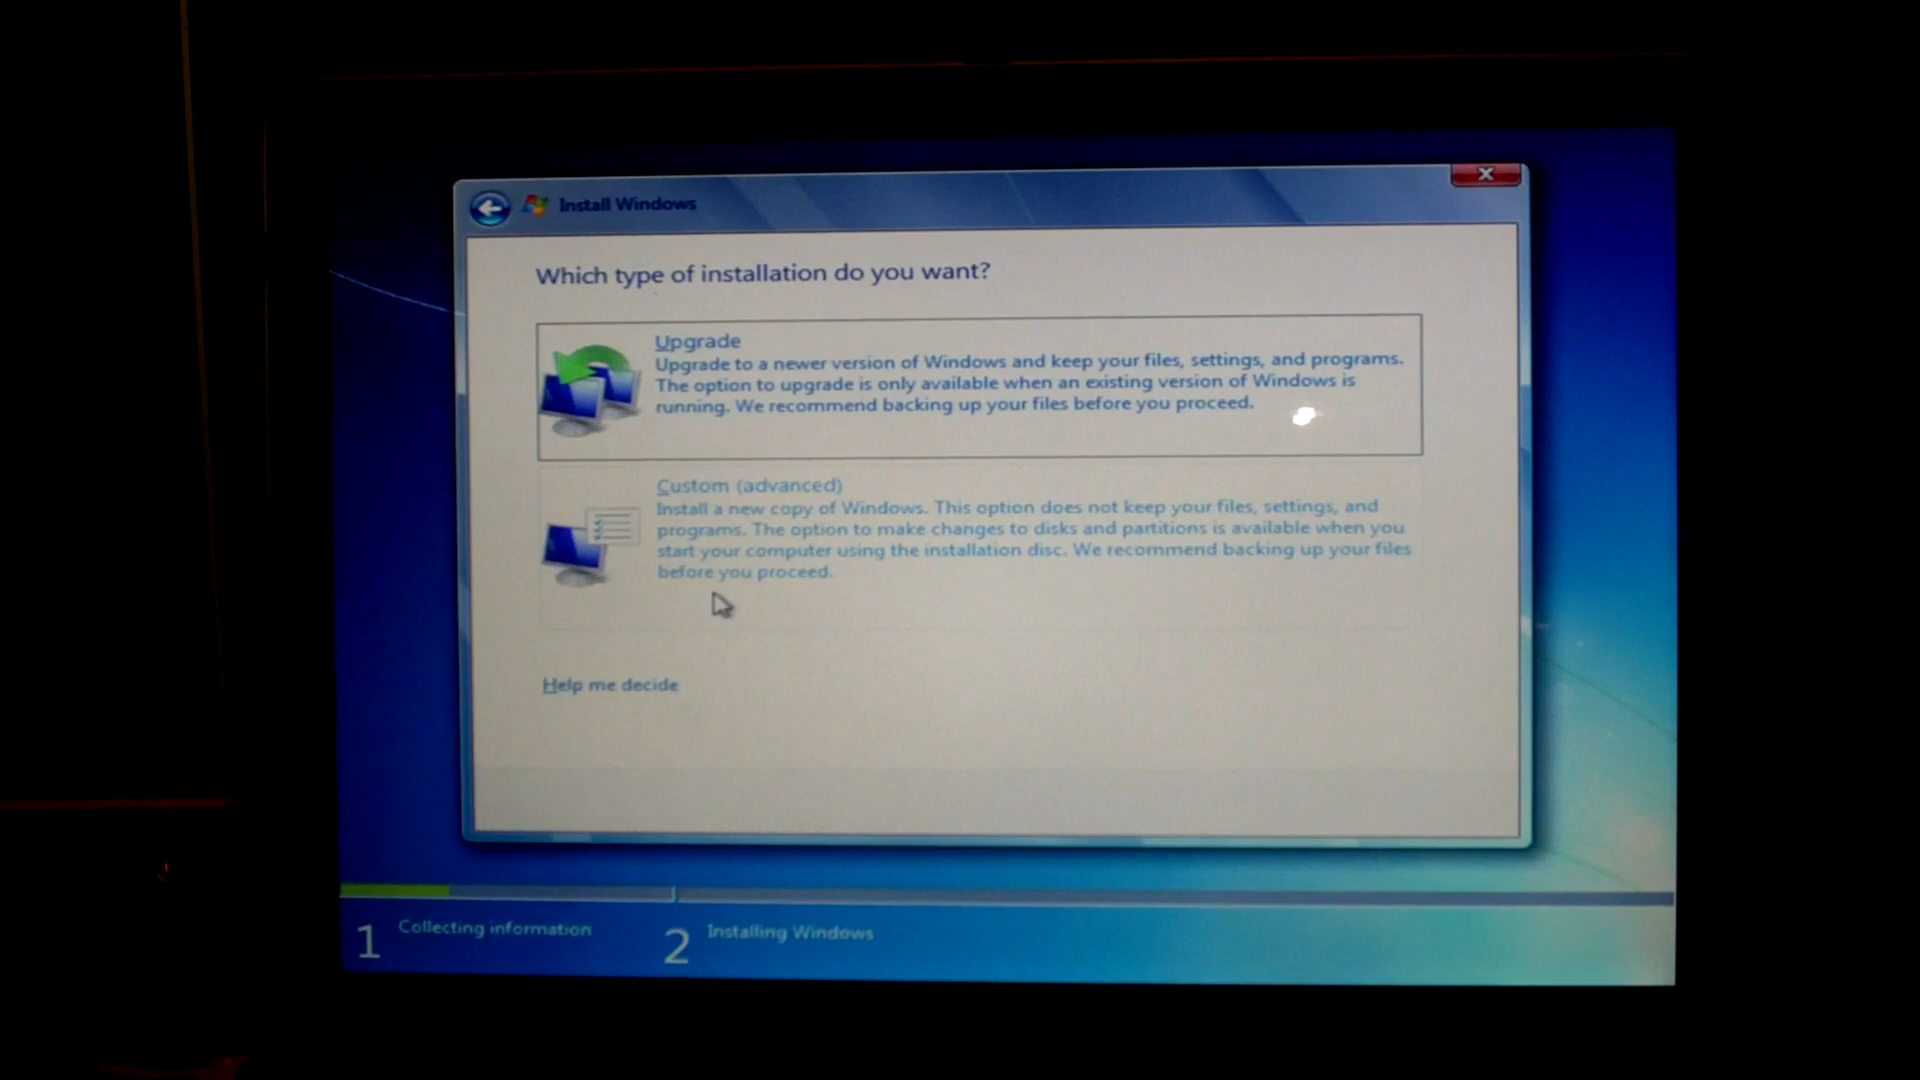 Install Windows
Which type of installation do you want?
Upgrade
Upgrade to a newer version of Windows and keep your files, settings, and programs.
The option to upgrade is only available when an existing version of Windows is
running. We recommend backing up your files before you proceed.
Custom (advanced)
Install a new copy of Windows. This option does not keep your files, settings, and
programs. The option to make changes to disks and partitions is available when you
start your computer using the installation disc. We recommend backing up your files
before you proceed.
Help me decide
1 Collecting information
2 Installing Windows